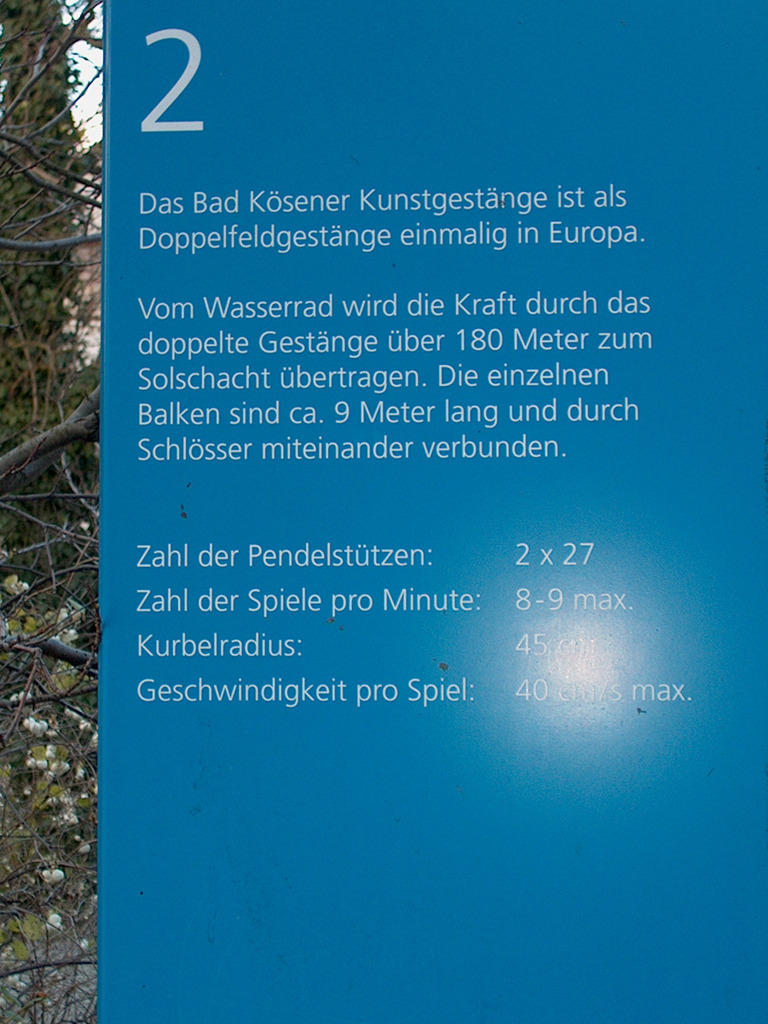 2
Das Bad Kösener Kunstgestänge ist als
Doppelfeldgestänge einmalig in Europa.
Vom Wasserrad wird die Kraft durch das
doppelte Gestänge über 180 Meter zum
Solschacht übertragen. Die einzelnen
Balken sind ca. 9 Meter lang und durch
Schlösser miteinander verbunden.
Zahl der Pendelstützen: 2 x 27
Zahl der Spiele pro Minute: 8-9 max.
Kurbelradius: 45 cm
Geschwindigkeit pro Spiel: 40 cm/s max.